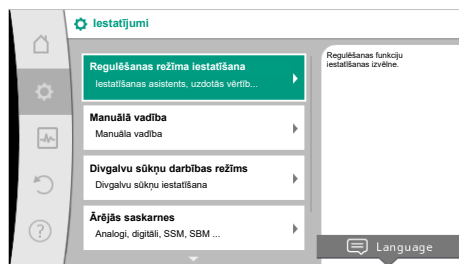 Iestatījumi
Regulēšanas režīma iestatīšana
Iestatīšanas asistents, uzdotās vērtīb...
Regulēšanas funkciju
iestatīšanas izvēlne.
Manuālā vadība
Manuāla vadība
Divgalvu sūkņu darbības režīms
Divgalvu sūkņu iestatīšana
Ārējās saskarnes
Analogi, digitāli, SSM, SBM ...
Language